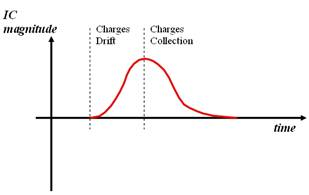 IC
magnitude
Charges
Drift
Charges
Collection
time